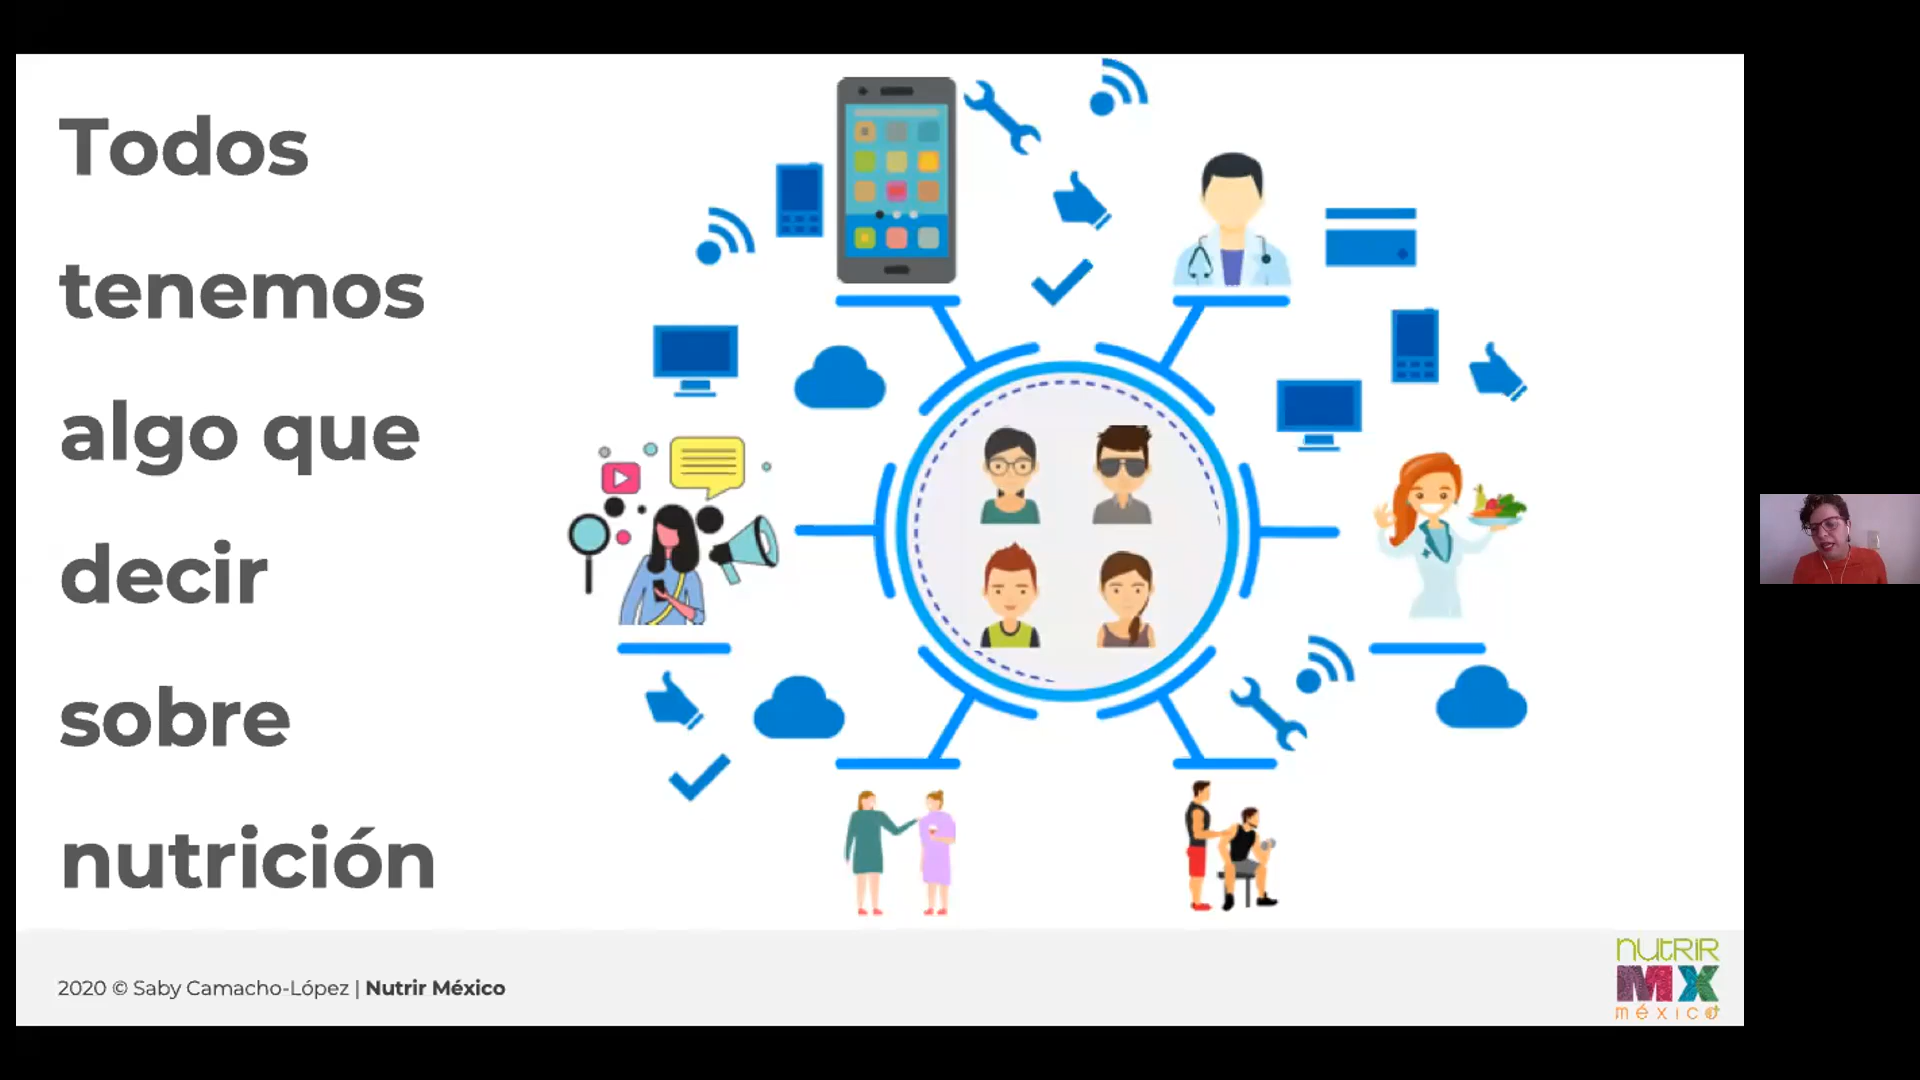 Todos
tenemos
algo que
decir
sobre
nutrición
2020 © Saby Camacho-López | Nutrir México
nutrir
MX
méxico